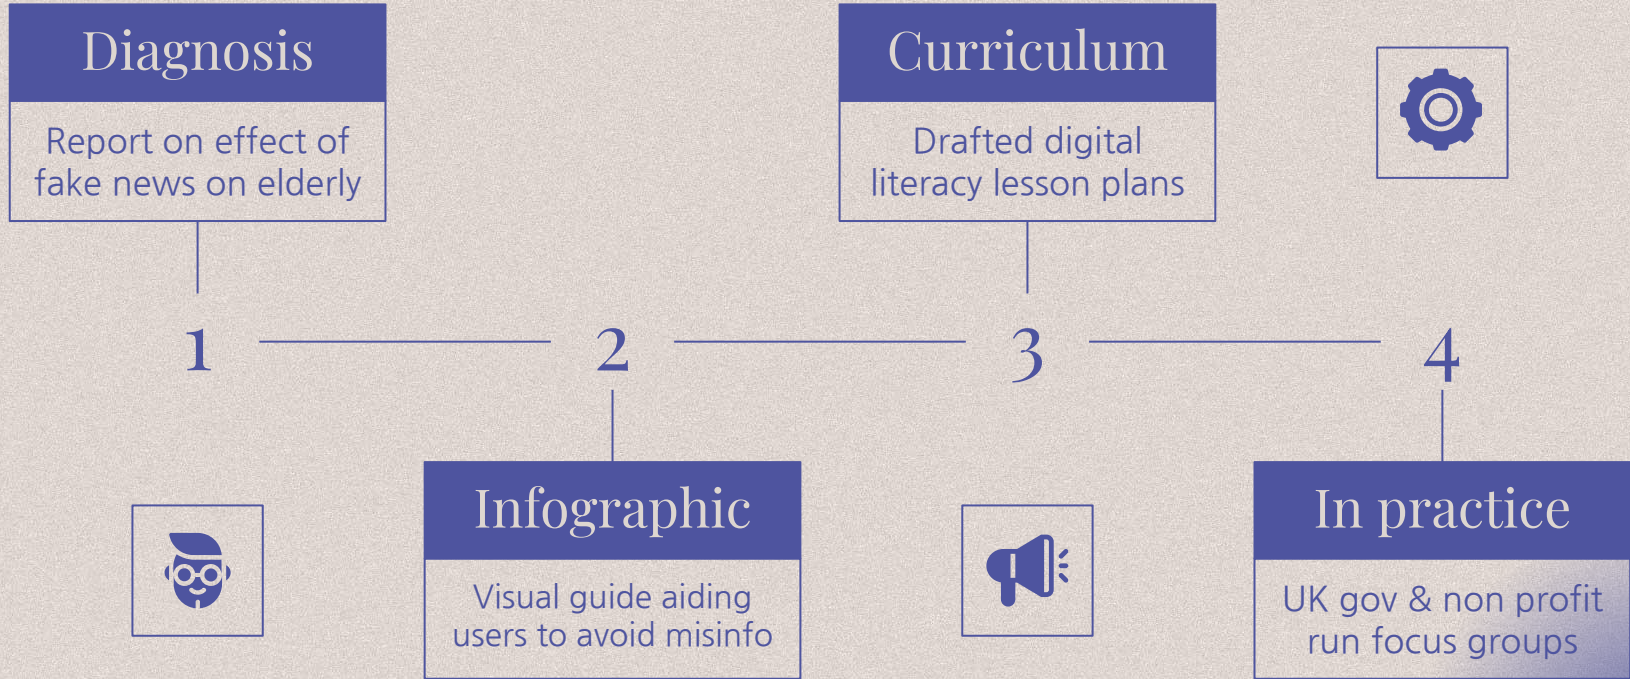 Diagnosis
Report on effect of
fake news on elderly
Curriculum
Drafted digital
literacy lesson plans
1
2
3
4
Infographic
Visual guide aiding
users to avoid misinfo
In practice
UK gov & non profit
run focus groups